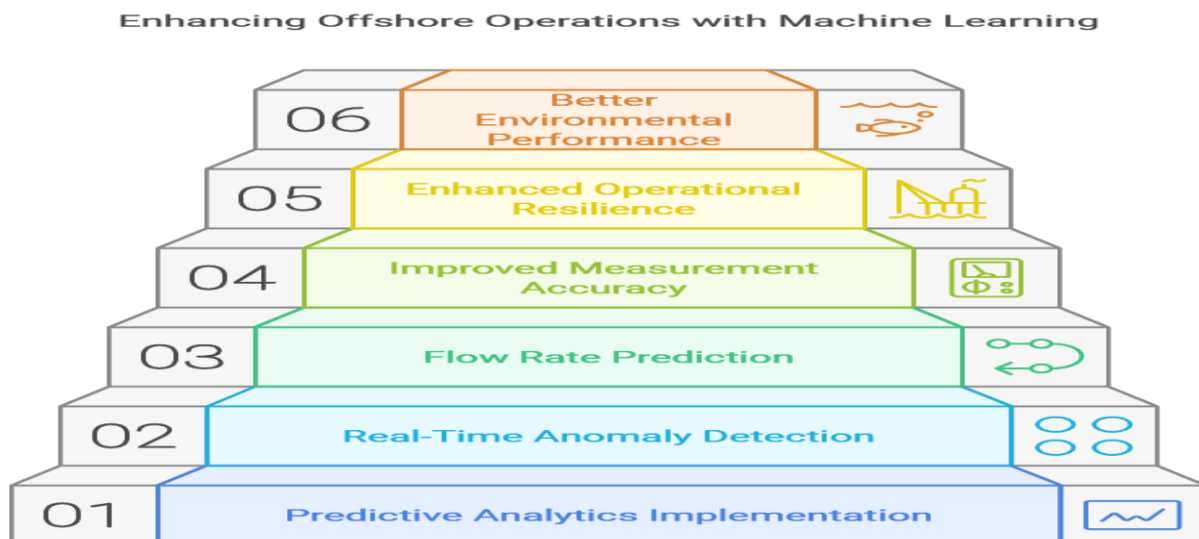 Enhancing Offshore Operations with Machine Learning
06
Better
Environmental
Performance
05
Enhanced Operational
Resilience
04
Improved Measurement
Accuracy
03
Flow Rate Prediction
02
Real-Time Anomaly Detection
01
Predictive Analytics Implementation